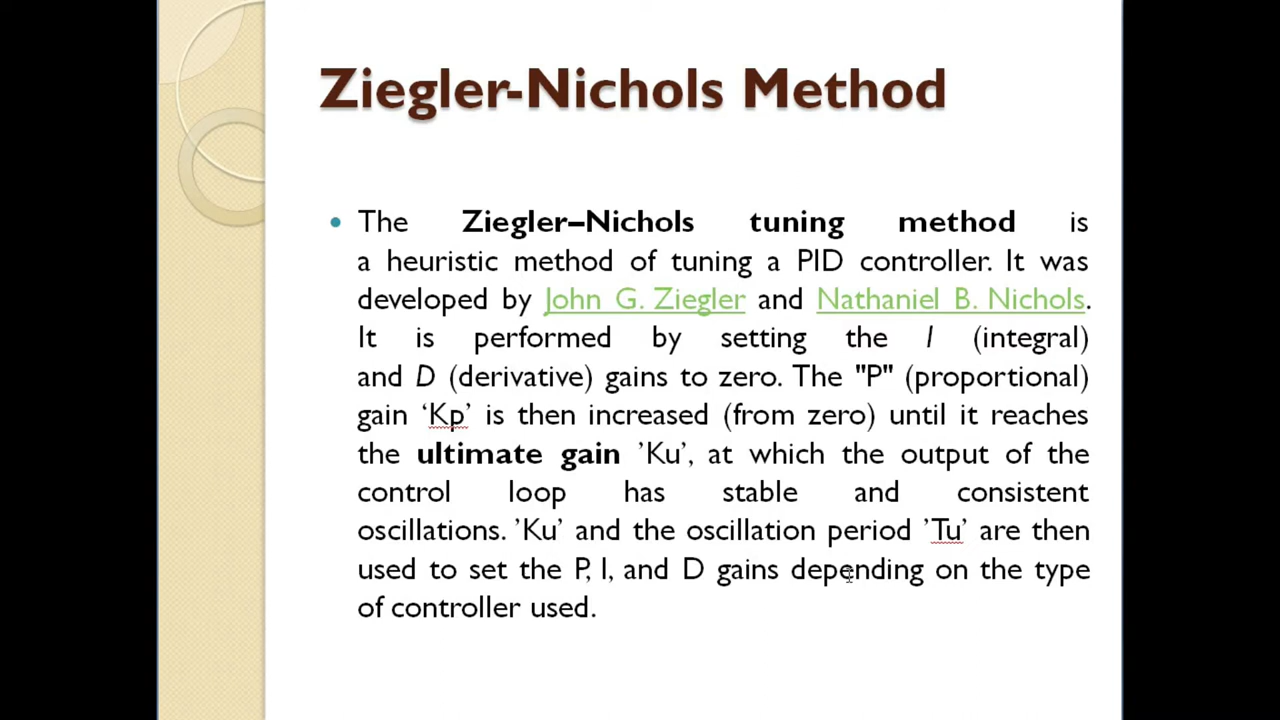 Ziegler-Nichols Method
• The Ziegler–Nichols tuning method is
a heuristic method of tuning a PID controller. It was
developed by John G. Ziegler and Nathaniel B. Nichols.
It is performed by setting the I (integral)
and D (derivative) gains to zero. The "P" (proportional)
gain ‘Kp’ is then increased (from zero) until it reaches
the ultimate gain ’Ku’, at which the output of the
control loop has stable and consistent
oscillations. ’Ku’ and the oscillation period ’Tu’ are then
used to set the P, I, and D gains depending on the type
of controller used.